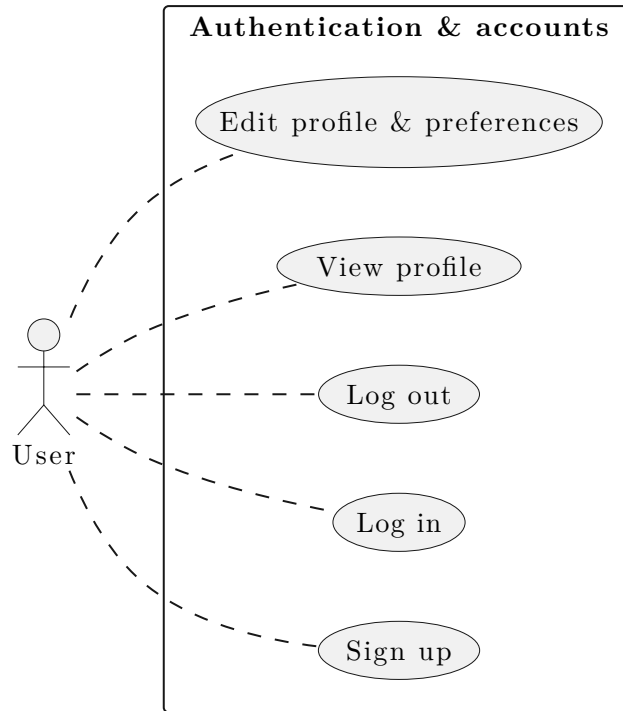 Authentication & accounts
Edit profile & preferences
View profile
Log out
User
Log in
Sign up